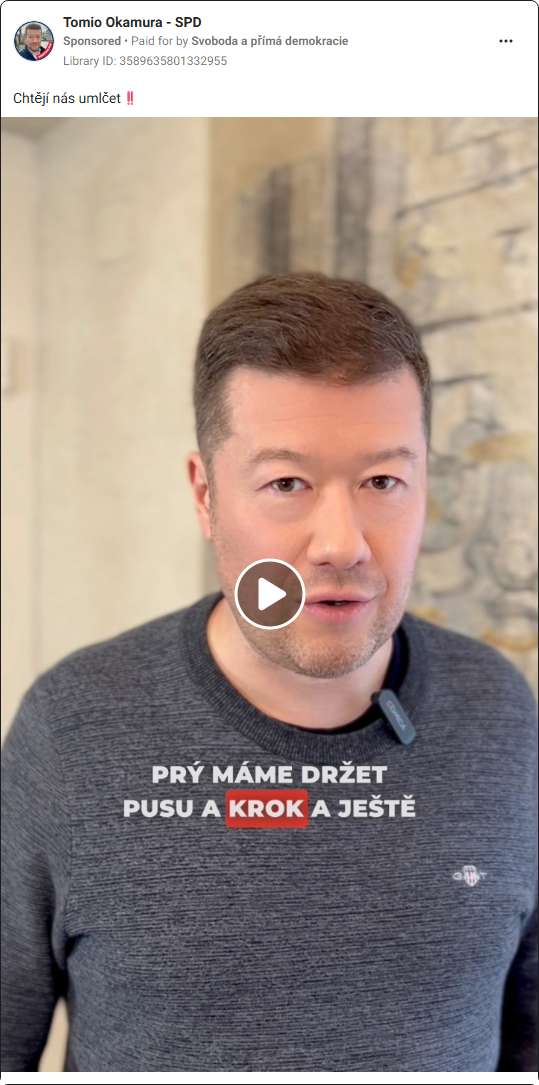 Tomio Okamura - SPD
Sponsored • Paid for by Svoboda a přímá demokracie
Library ID: 3589635801332955
Chtějí nás umlčet‼️
PRÝ MÁME DRŽET
PUSU A KROK A JEŠTĚ
GANT